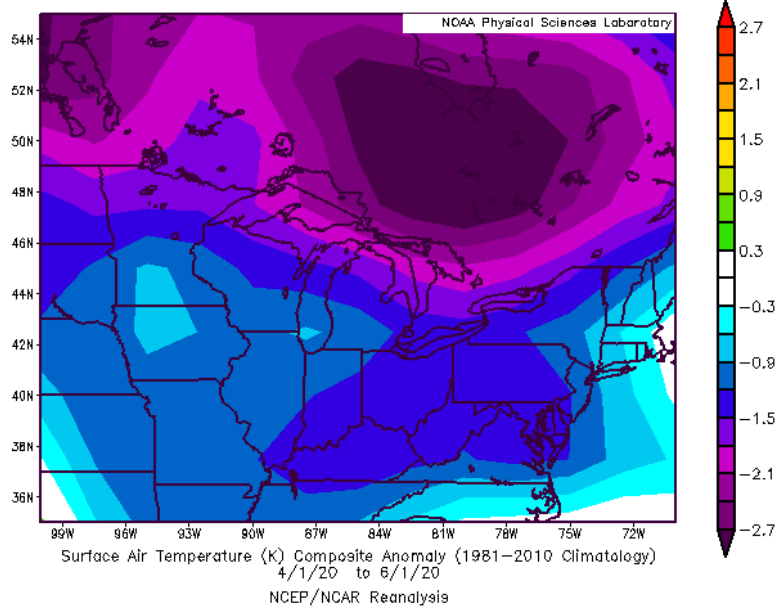 NOAA Physical Sciences Laboratory
54N
52N
50N
48N
46N
44N
42N
40N
38N
36N
99W 96W 93W 90W 87W 84W 81W 78W 75W 72W
2.7
2.1
1.5
0.9
0.3
−0.3
−0.9
−1.5
−2.1
−2.7
Surface Air Temperature (K) Composite Anomaly (1981−2010 Climatology)
4/1/20 to 6/1/20
NCEP/NCAR Reanalysis